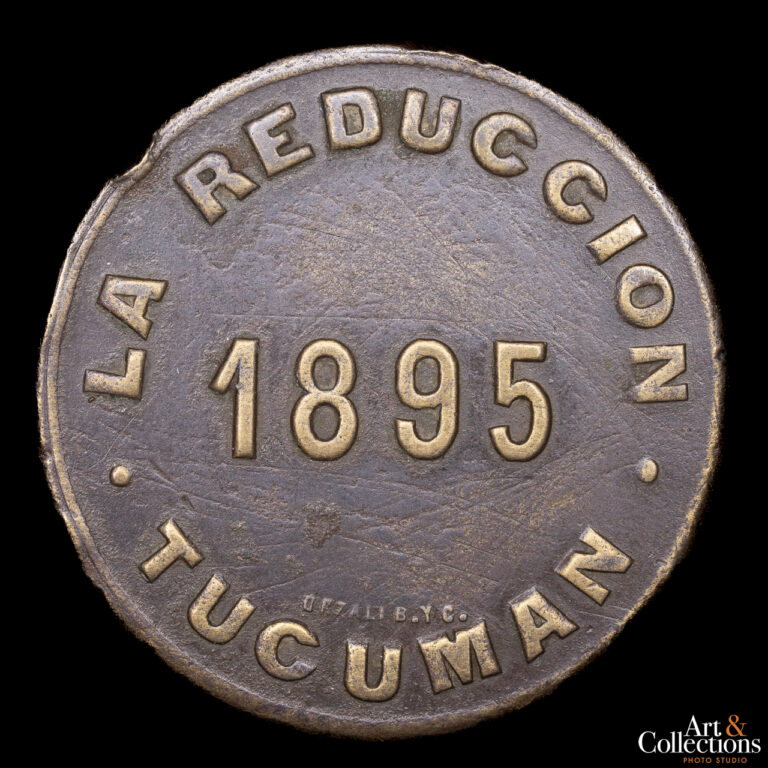 LA REDUCCION
1895
B. Y C.
• TUCUMAN •
Art &
Collections
PHOTO STUDIO